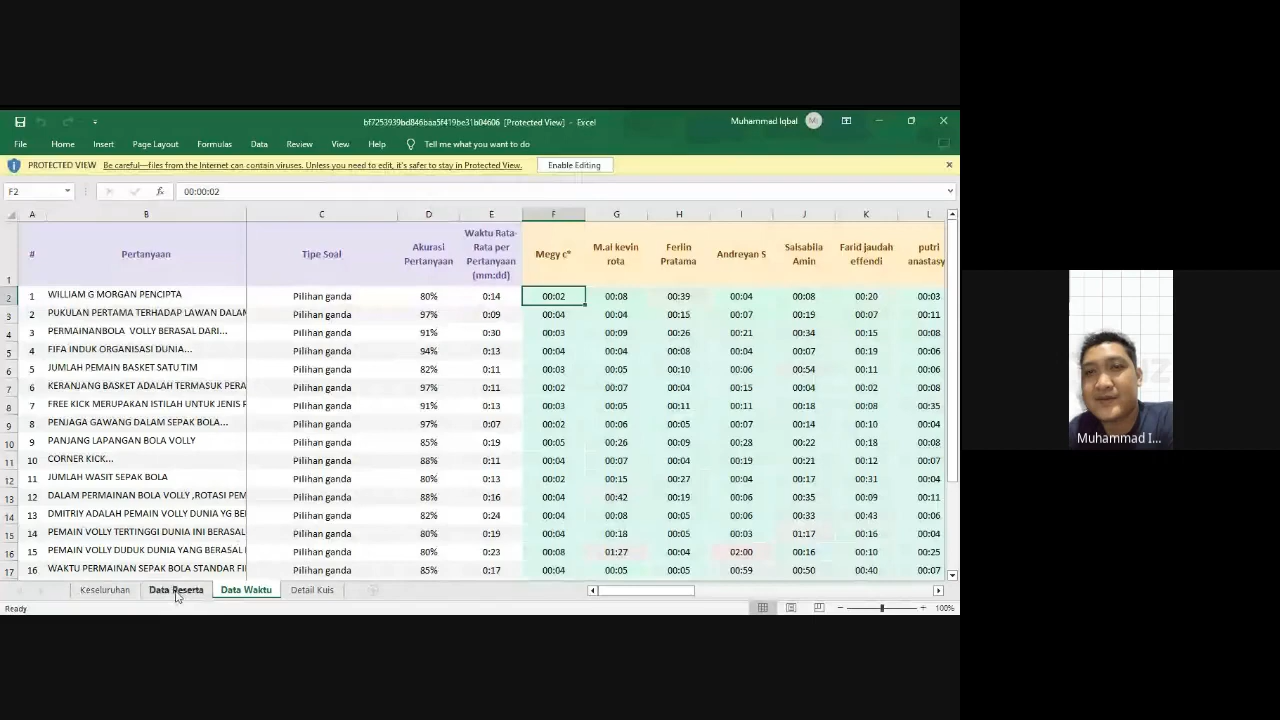 bf7253939bd846baa5f419be31b04606 [Protected View] - Excel
Muhammad Iqbal
MI
File Home Insert Page Layout Formulas Data Review View Help Tell me what you want to do
PROTECTED VIEW Be careful—files from the Internet can contain viruses. Unless you need to edit, it's safer to stay in Protected View. Enable Editing
F2 fx 00:00:02
A B C D E F G H I J K L
1 # Pertanyaan Tipe Soal Akurasi Pertanyaan Waktu Rata-Rata per Pertanyaan (mm:dd) Megy c* M.al kevin rota Ferlin Pratama Andreyan S Salsabila Amin Farid jaudah effendi putri anastasy
2 1 WILLIAM G MORGAN PENCIPTA Pilihan ganda 80% 0:14 00:02 00:08 00:39 00:04 00:08 00:20 00:03
3 2 PUKULAN PERTAMA TERHADAP LAWAN DALAM Pilihan ganda 97% 0:09 00:04 00:04 00:15 00:07 00:19 00:07 00:11
4 3 PERMAINANBOLA VOLLY BERASAL DARI... Pilihan ganda 91% 0:30 00:03 00:09 00:26 00:21 00:34 00:15 00:08
5 4 FIFA INDUK ORGANISASI DUNIA... Pilihan ganda 94% 0:13 00:04 00:04 00:08 00:04 00:07 00:19 00:06
6 5 JUMLAH PEMAIN BASKET SATU TIM Pilihan ganda 82% 0:11 00:03 00:05 00:10 00:06 00:54 00:11 00:06
7 6 KERANJANG BASKET ADALAH TERMASUK PERA Pilihan ganda 97% 0:11 00:02 00:07 00:04 00:15 00:04 00:02 00:08
8 7 FREE KICK MERUPAKAN ISTILAH UNTUK JENIS P Pilihan ganda 91% 0:13 00:03 00:05 00:11 00:11 00:18 00:08 00:35
9 8 PENJAGA GAWANG DALAM SEPAK BOLA... Pilihan ganda 97% 0:07 00:02 00:06 00:05 00:07 00:14 00:10 00:04
10 9 PANJANG LAPANGAN BOLA VOLLY Pilihan ganda 85% 0:19 00:05 00:26 00:09 00:28 00:22 00:18 00:08
11 10 CORNER KICK... Pilihan ganda 88% 0:11 00:04 00:07 00:04 00:19 00:21 00:12 00:07
12 11 JUMLAH WASIT SEPAK BOLA Pilihan ganda 80% 0:13 00:02 00:15 00:27 00:04 00:17 00:31 00:04
13 12 DALAM PERMAINAN BOLA VOLLY ,ROTASI PEM Pilihan ganda 88% 0:16 00:04 00:42 00:19 00:06 00:35 00:09 00:11
14 13 DMITRIY ADALAH PEMAIN VOLLY DUNIA YG BE Pilihan ganda 82% 0:24 00:04 00:08 00:05 00:06 00:33 00:43 00:06
15 14 PEMAIN VOLLY TERTINGGI DUNIA INI BERASAL Pilihan ganda 80% 0:19 00:04 00:18 00:05 00:03 01:17 00:16 00:04
16 15 PEMAIN VOLLY DUDUK DUNIA YANG BERASAL Pilihan ganda 80% 0:23 00:08 01:27 00:04 02:00 00:16 00:10 00:25
17 16 WAKTU PERMAINAN SEPAK BOLA STANDAR FI Pilihan ganda 85% 0:17 00:04 00:05 00:05 00:59 00:50 00:40 00:07
Keseluruhan Data Peserta Data Waktu Detail Kuis
Ready 100%
Muhammad I...